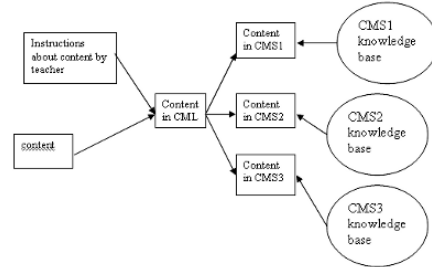 Instructions
about content by
teacher
content
Content
in CML
Content
in CMS1
Content
in CMS2
Content
in CMS3
CMS1
knowledge
base
CMS2
knowledge
base
CMS3
knowledge
base